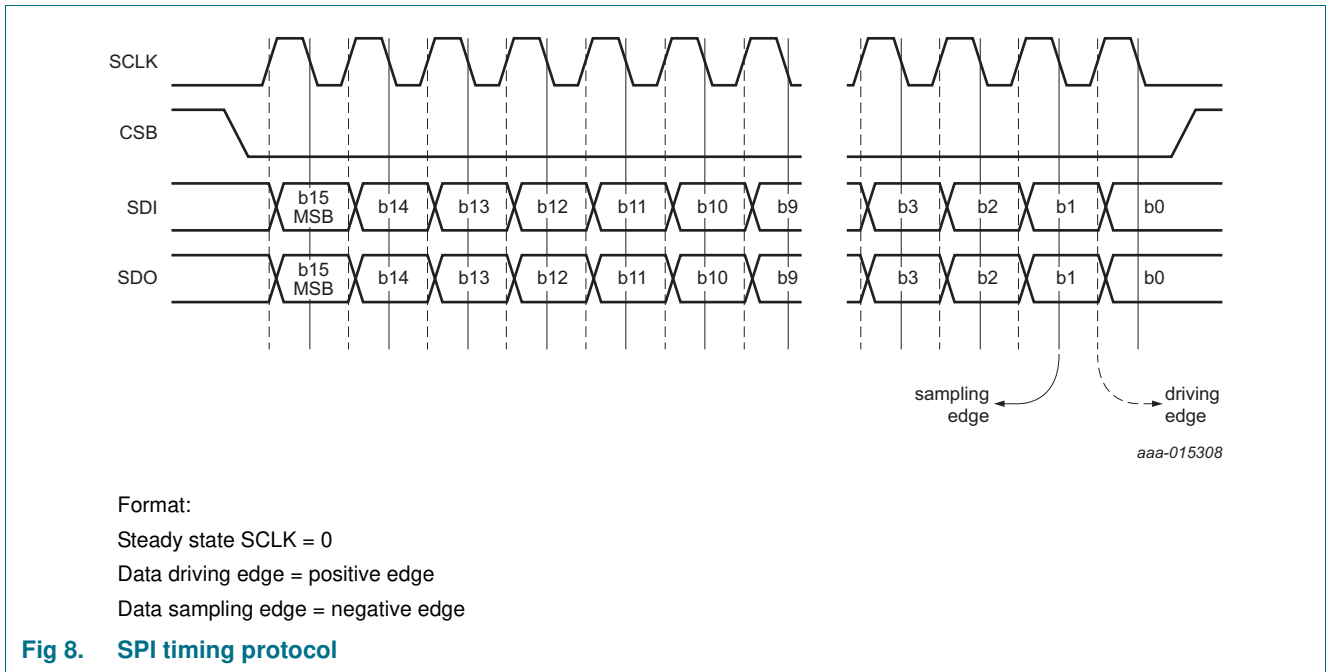 SCLK
CSB
SDI
b15
MSB
b14
b13
b12
b11
b10
b9
b3
b2
b1
b0
SDO
b15
MSB
b14
b13
b12
b11
b10
b9
b3
b2
b1
b0
sampling
edge
driving
edge
aaa-015308
Format:
Steady state SCLK = 0
Data driving edge = positive edge
Data sampling edge = negative edge
Fig 8. SPI timing protocol